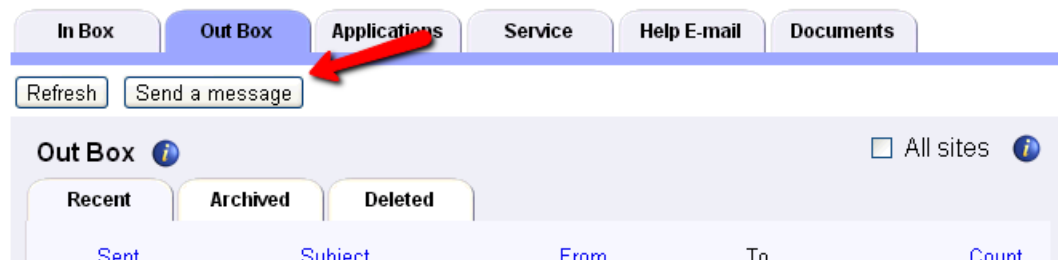 In Box Out Box Applications Service Help E-mail Documents
Refresh Send a message
Out Box All sites
Recent Archived Deleted
Sent Subject From To Count